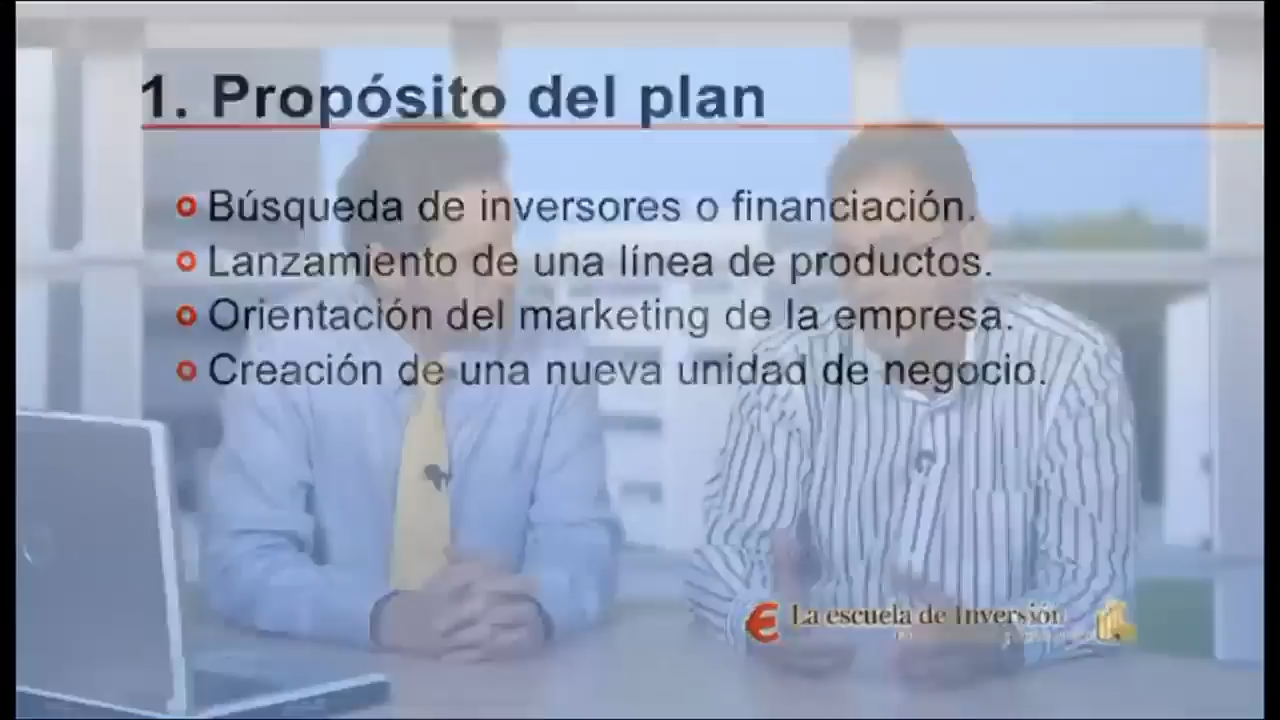 1. Propósito del plan
Búsqueda de inversores o financiación.
Lanzamiento de una línea de productos.
Orientación del marketing de la empresa.
Creación de una nueva unidad de negocio.
La escuela de Inversión